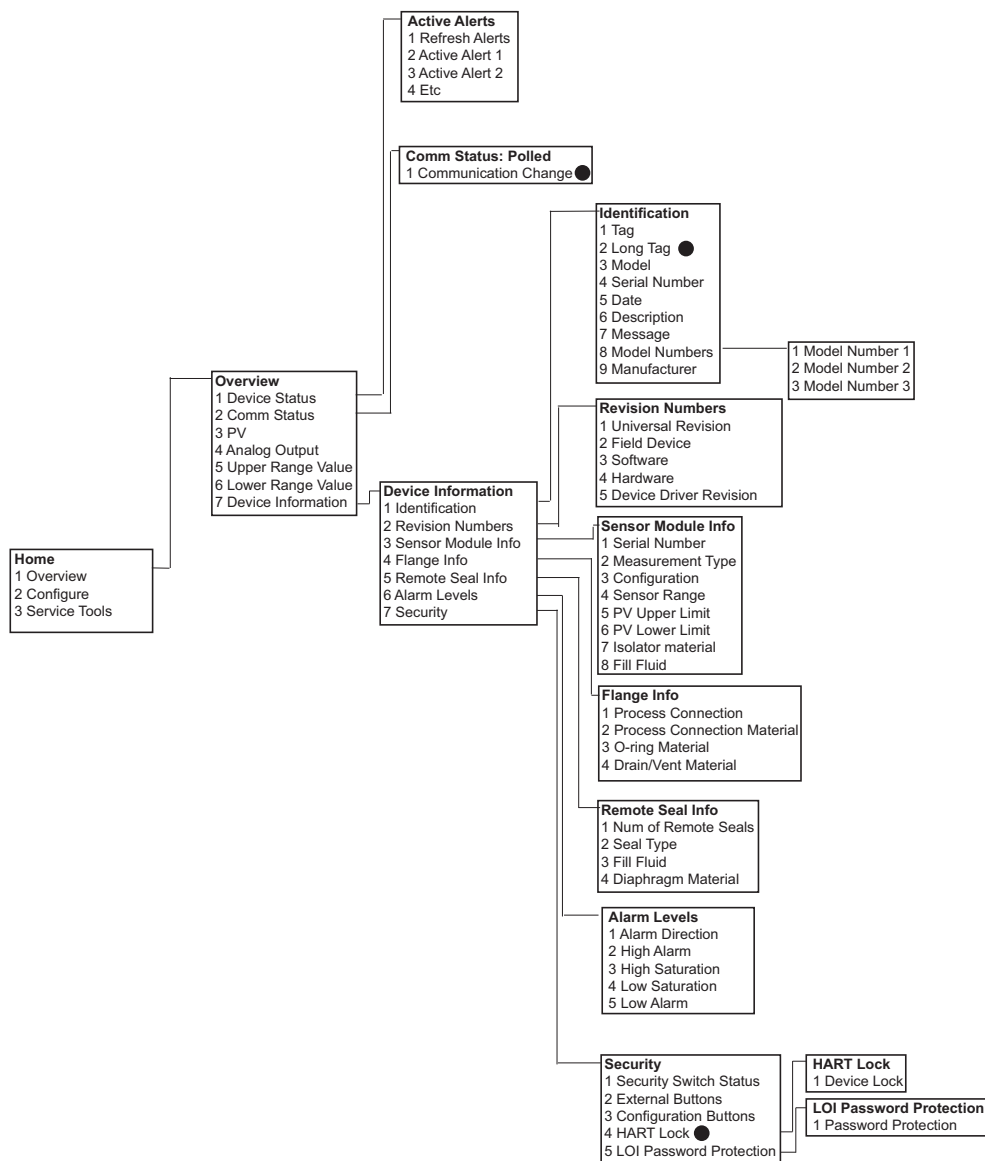 Active Alerts
1 Refresh Alerts
2 Active Alert 1
3 Active Alert 2
4 Etc
Comm Status: Polled
1 Communication Change
Identification
1 Tag
2 Long Tag
3 Model
4 Serial Number
5 Date
6 Description
7 Message
8 Model Numbers
9 Manufacturer
1 Model Number 1
2 Model Number 2
3 Model Number 3
Overview
1 Device Status
2 Comm Status
3 PV
4 Analog Output
5 Upper Range Value
6 Lower Range Value
7 Device Information
Revision Numbers
1 Universal Revision
2 Field Device
3 Software
4 Hardware
5 Device Driver Revision
Device Information
1 Identification
2 Revision Numbers
3 Sensor Module Info
4 Flange Info
5 Remote Seal Info
6 Alarm Levels
7 Security
Home
1 Overview
2 Configure
3 Service Tools
Sensor Module Info
1 Serial Number
2 Measurement Type
3 Configuration
4 Sensor Range
5 PV Upper Limit
6 PV Lower Limit
7 Isolator material
8 Fill Fluid
Flange Info
1 Process Connection
2 Process Connection Material
3 O-ring Material
4 Drain/Vent Material
Remote Seal Info
1 Num of Remote Seals
2 Seal Type
3 Fill Fluid
4 Diaphragm Material
Alarm Levels
1 Alarm Direction
2 High Alarm
3 High Saturation
4 Low Saturation
5 Low Alarm
Security
1 Security Switch Status
2 External Buttons
3 Configuration Buttons
4 HART Lock
5 LOI Password Protection
HART Lock
1 Device Lock
LOI Password Protection
1 Password Protection